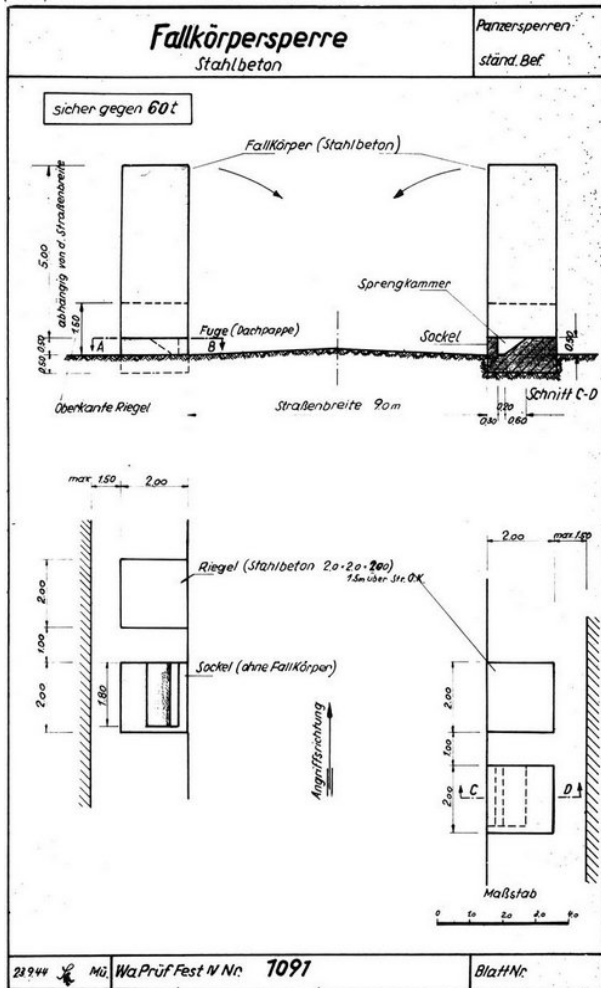 Fallkörpersperre
Stahlbeton
Panzersperren
ständ. Bef.
sicher gegen 60t
Fallkörper (Stahlbeton)
5.00
abhängig von d. Straßenbreite
1.50
Sprengkammer
Fuge (Dachpappe)
Sockel
A
B
0.50
0.50
0.50
Schnitt C-D
Oberkante Riegel
Straßenbreite 9.0m
0.20
0.30
0.60
max 1.50
2.00
2.00
max 1.50
Riegel (Stahlbeton 2.0 · 2.0 · 2.00)
1.5m über Str. O.K.
2.00
1.00
Sockel (ohne Fallkörper)
2.00
1.80
2.00
1.00
2.00
Angriffsrichtung
C
D
Maßstab
0 1.0 2.0 4.0
23.9.44
Mü.
Wa Prüf Fest IV Nr. 1091
Blatt Nr.